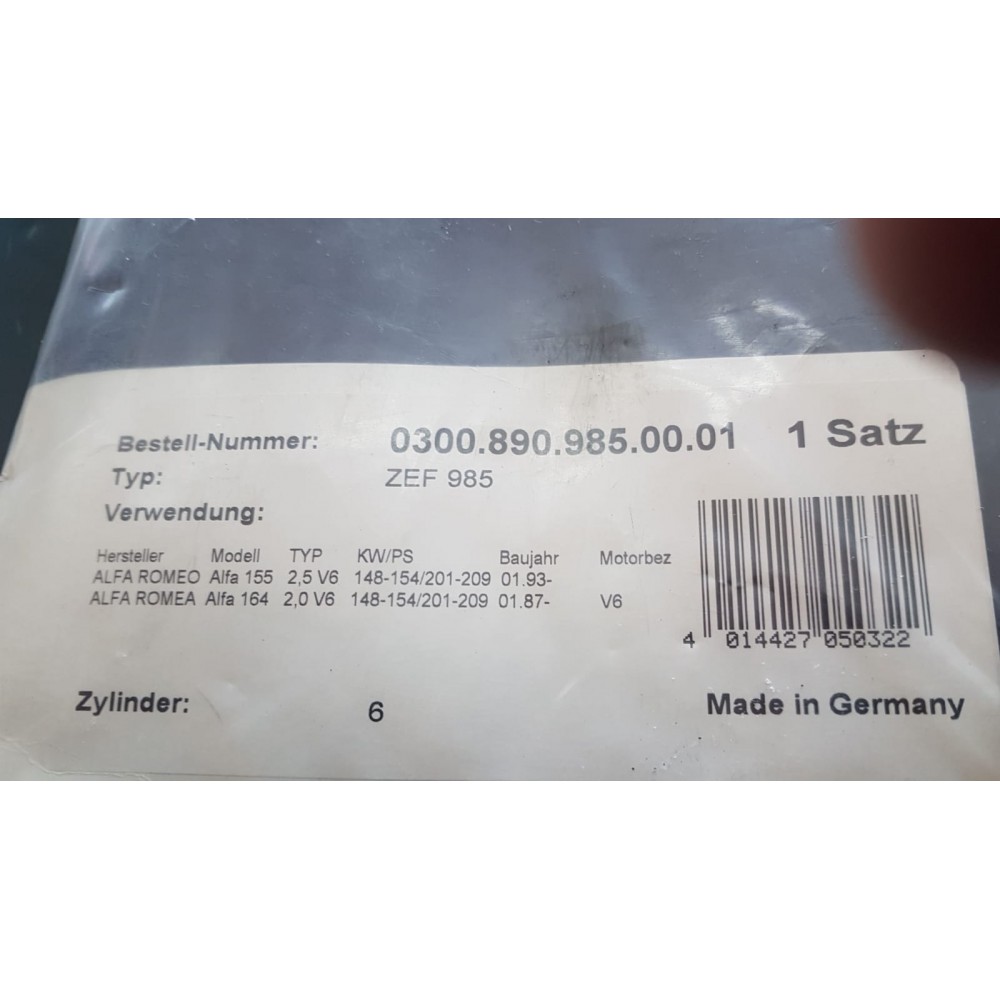 Bestell-Nummer: 0300.890.985.00.01 1 Satz
Typ: ZEF 985
Verwendung:
Hersteller Modell TYP KW/PS Baujahr Motorbez
ALFA ROMEO Alfa 155 2,5 V6 148-154/201-209 01.93-
ALFA ROMEA Alfa 164 2,0 V6 148-154/201-209 01.87- V6
4 014427 050322
Zylinder: 6 Made in Germany